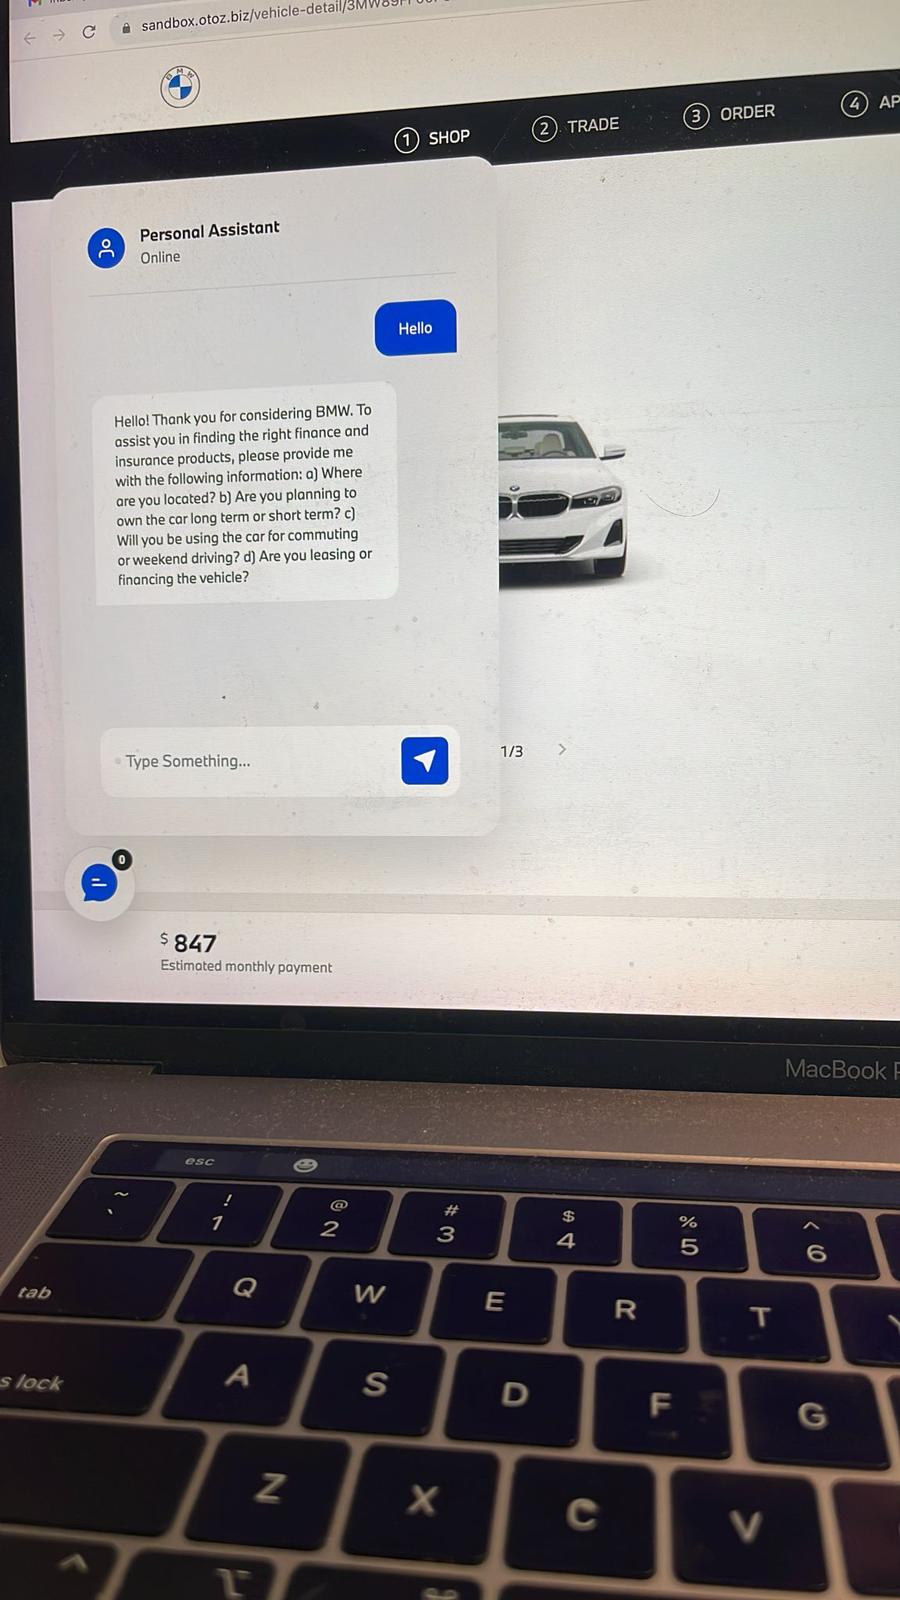 sandbox.otoz.biz/vehicle-detail/
BMW
1 SHOP
2 TRADE
3 ORDER
4 AP
Personal Assistant
Online
Hello
Hello! Thank you for considering BMW. To
assist you in finding the right finance and
insurance products, please provide me
with the following information: a) Where
are you located? b) Are you planning to
own the car long term or short term? c)
Will you be using the car for commuting
or weekend driving? d) Are you leasing or
financing the vehicle?
Type Something...
1/3
0
$ 847
Estimated monthly payment
MacBook
esc
~ ` ! 1 @ 2 # 3 $ 4 % 5 ^ 6
tab Q W E R T
s lock A S D F G
Z X C V